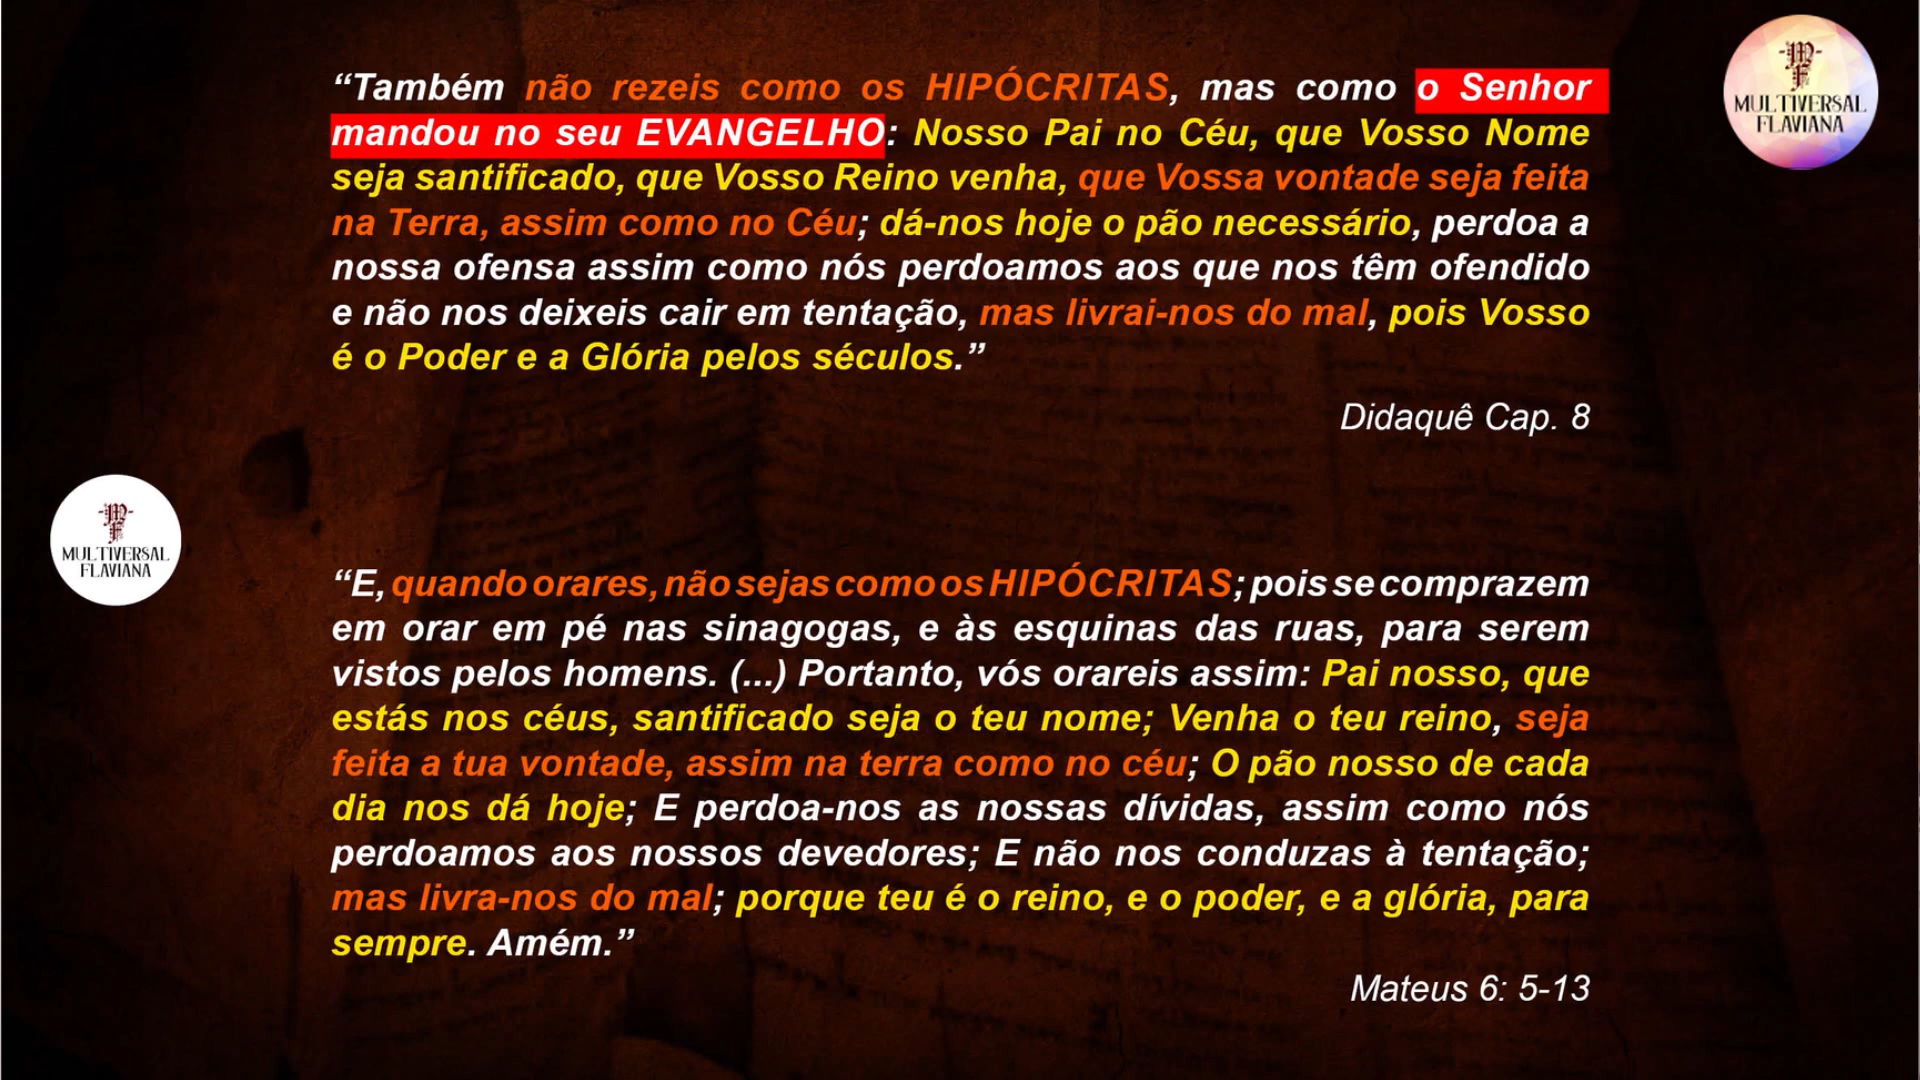 “Também não rezeis como os HIPÓCRITAS, mas como o Senhor
mandou no seu EVANGELHO: Nosso Pai no Céu, que Vosso Nome
seja santificado, que Vosso Reino venha, que Vossa vontade seja feita
na Terra, assim como no Céu; dá-nos hoje o pão necessário, perdoa a
nossa ofensa assim como nós perdoamos aos que nos têm ofendido
e não nos deixeis cair em tentação, mas livrai-nos do mal, pois Vosso
é o Poder e a Glória pelos séculos.”
Didaquê Cap. 8
“E, quando orares, não sejas como os HIPÓCRITAS; pois se comprazem
em orar em pé nas sinagogas, e às esquinas das ruas, para serem
vistos pelos homens. (...) Portanto, vós orareis assim: Pai nosso, que
estás nos céus, santificado seja o teu nome; Venha o teu reino, seja
feita a tua vontade, assim na terra como no céu; O pão nosso de cada
dia nos dá hoje; E perdoa-nos as nossas dívidas, assim como nós
perdoamos aos nossos devedores; E não nos conduzas à tentação;
mas livra-nos do mal; porque teu é o reino, e o poder, e a glória, para
sempre. Amém.”
Mateus 6: 5-13
-M-
F
MULTIVERSAL
FLAVIANA
-M-
F
MULTIVERSAL
FLAVIANA